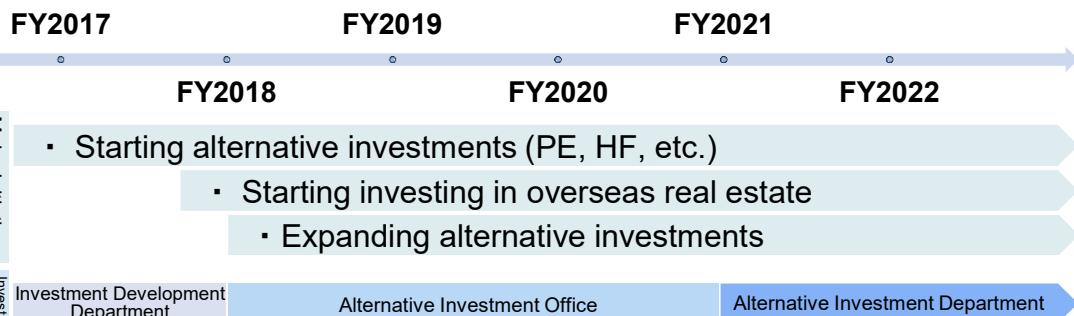 FY2017 FY2019 FY2021
FY2018 FY2020 FY2022
・ Starting alternative investments (PE, HF, etc.)
・ Starting investing in overseas real estate
・ Expanding alternative investments
Investment Development
Department
Alternative Investment Office
Alternative Investment Department